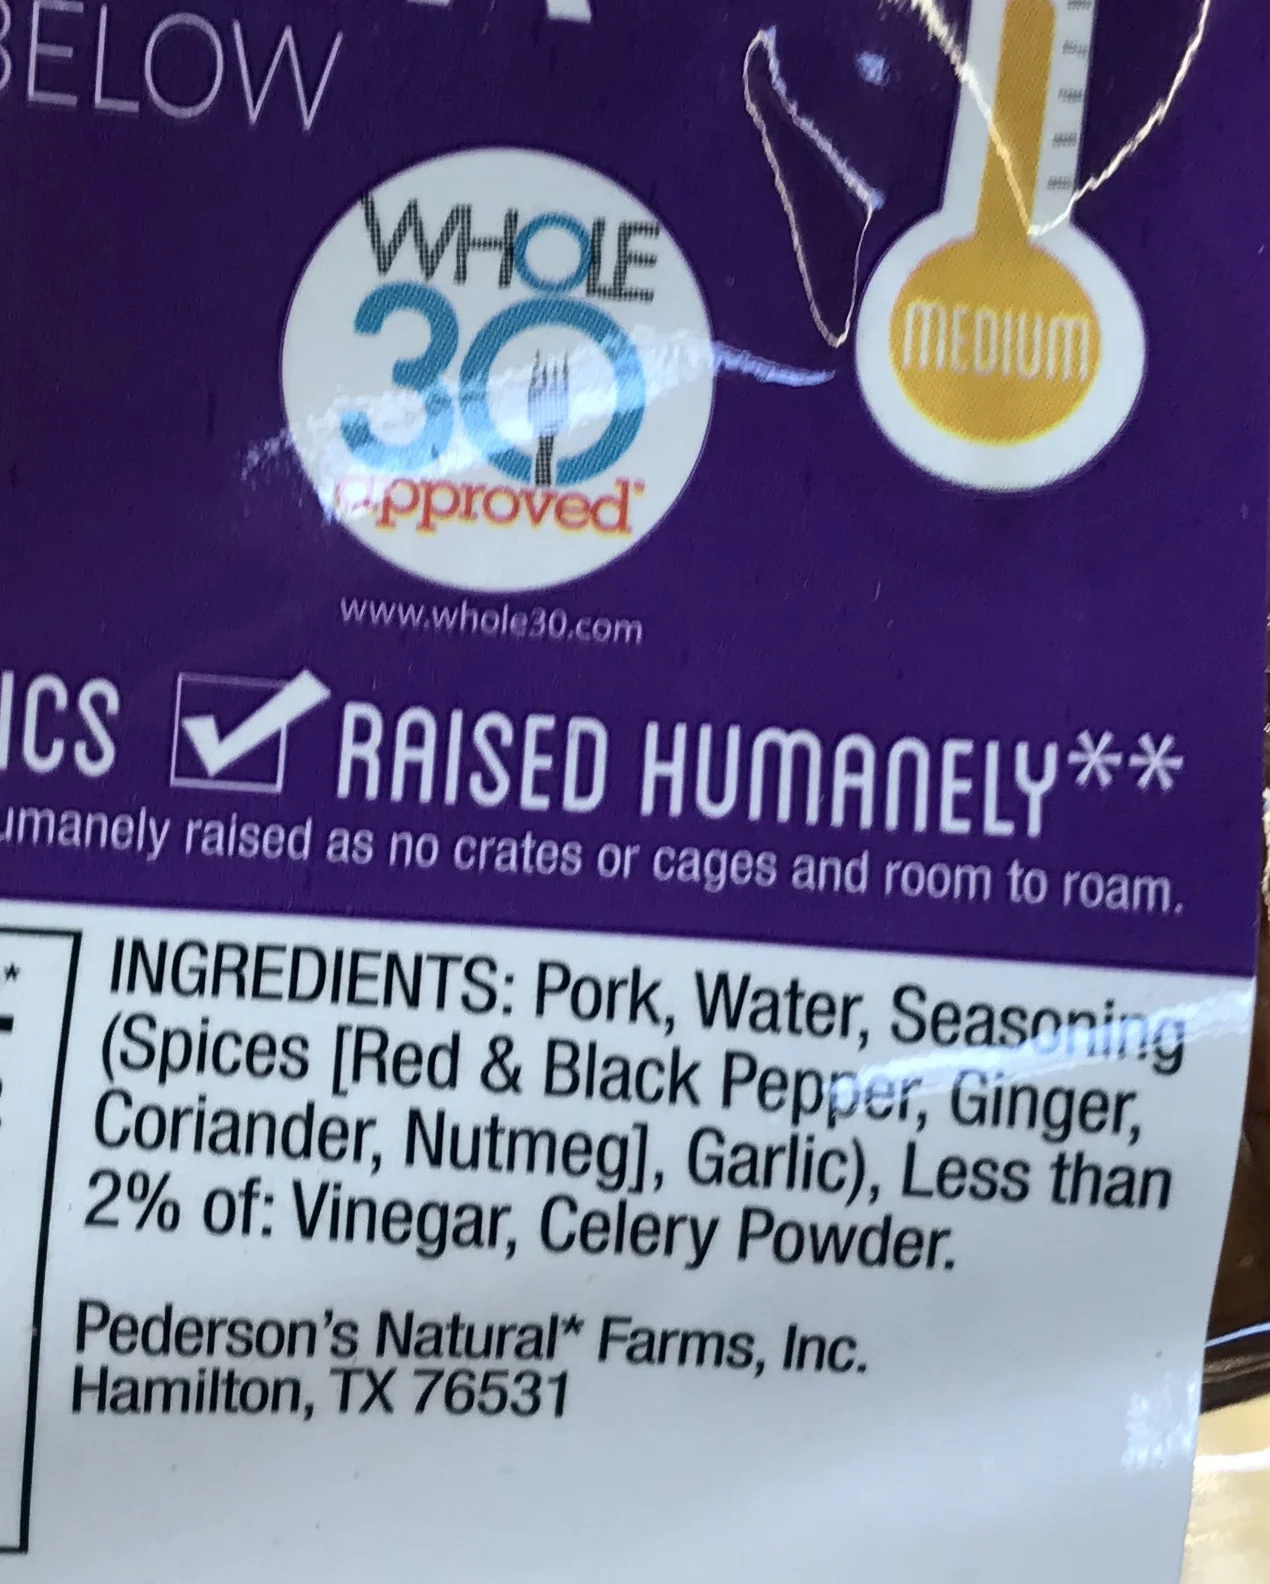 BELOW
WHOLE
30
approved
www.whole30.com
MEDIUM
ICS
RAISED HUMANELY**
umanely raised as no crates or cages and room to roam.
*
INGREDIENTS: Pork, Water, Seasoning
(Spices [Red & Black Pepper, Ginger,
Coriander, Nutmeg], Garlic), Less than
2% of: Vinegar, Celery Powder.
Pederson's Natural* Farms, Inc.
Hamilton, TX 76531